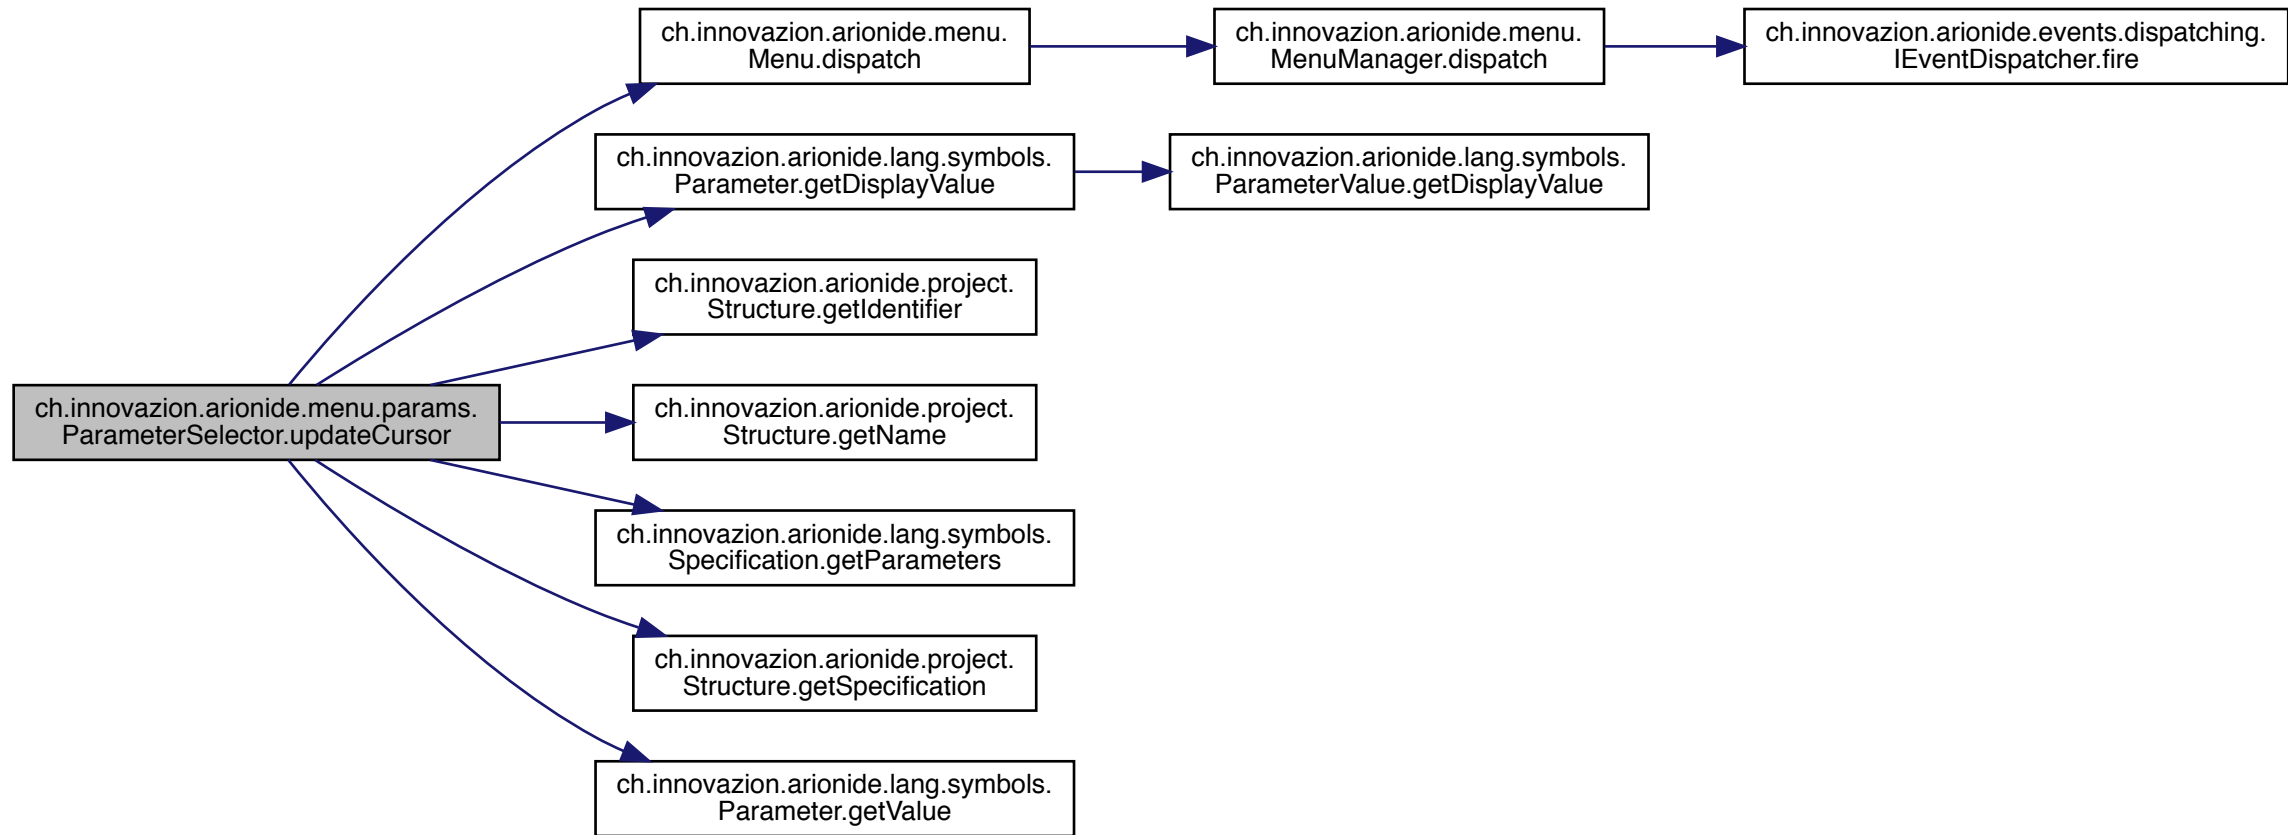 ch.innovazion.arionide.menu.
Menu.dispatch
ch.innovazion.arionide.menu.
MenuManager.dispatch
ch.innovazion.arionide.events.dispatching.
IEventDispatcher.fire
ch.innovazion.arionide.lang.symbols.
Parameter.getDisplayValue
ch.innovazion.arionide.lang.symbols.
ParameterValue.getDisplayValue
ch.innovazion.arionide.project.
Structure.getIdentifier
ch.innovazion.arionide.menu.params.
ParameterSelector.updateCursor
ch.innovazion.arionide.project.
Structure.getName
ch.innovazion.arionide.lang.symbols.
Specification.getParameters
ch.innovazion.arionide.project.
Structure.getSpecification
ch.innovazion.arionide.lang.symbols.
Parameter.getValue